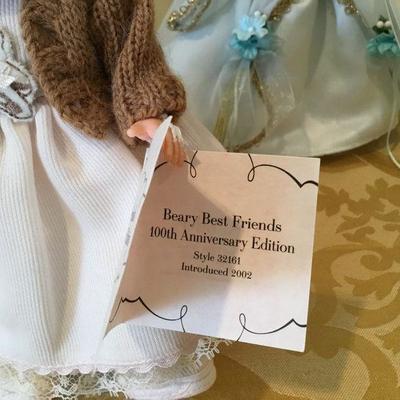 Beary Best Friends
100th Anniversary Edition
Style 32161
Introduced 2002